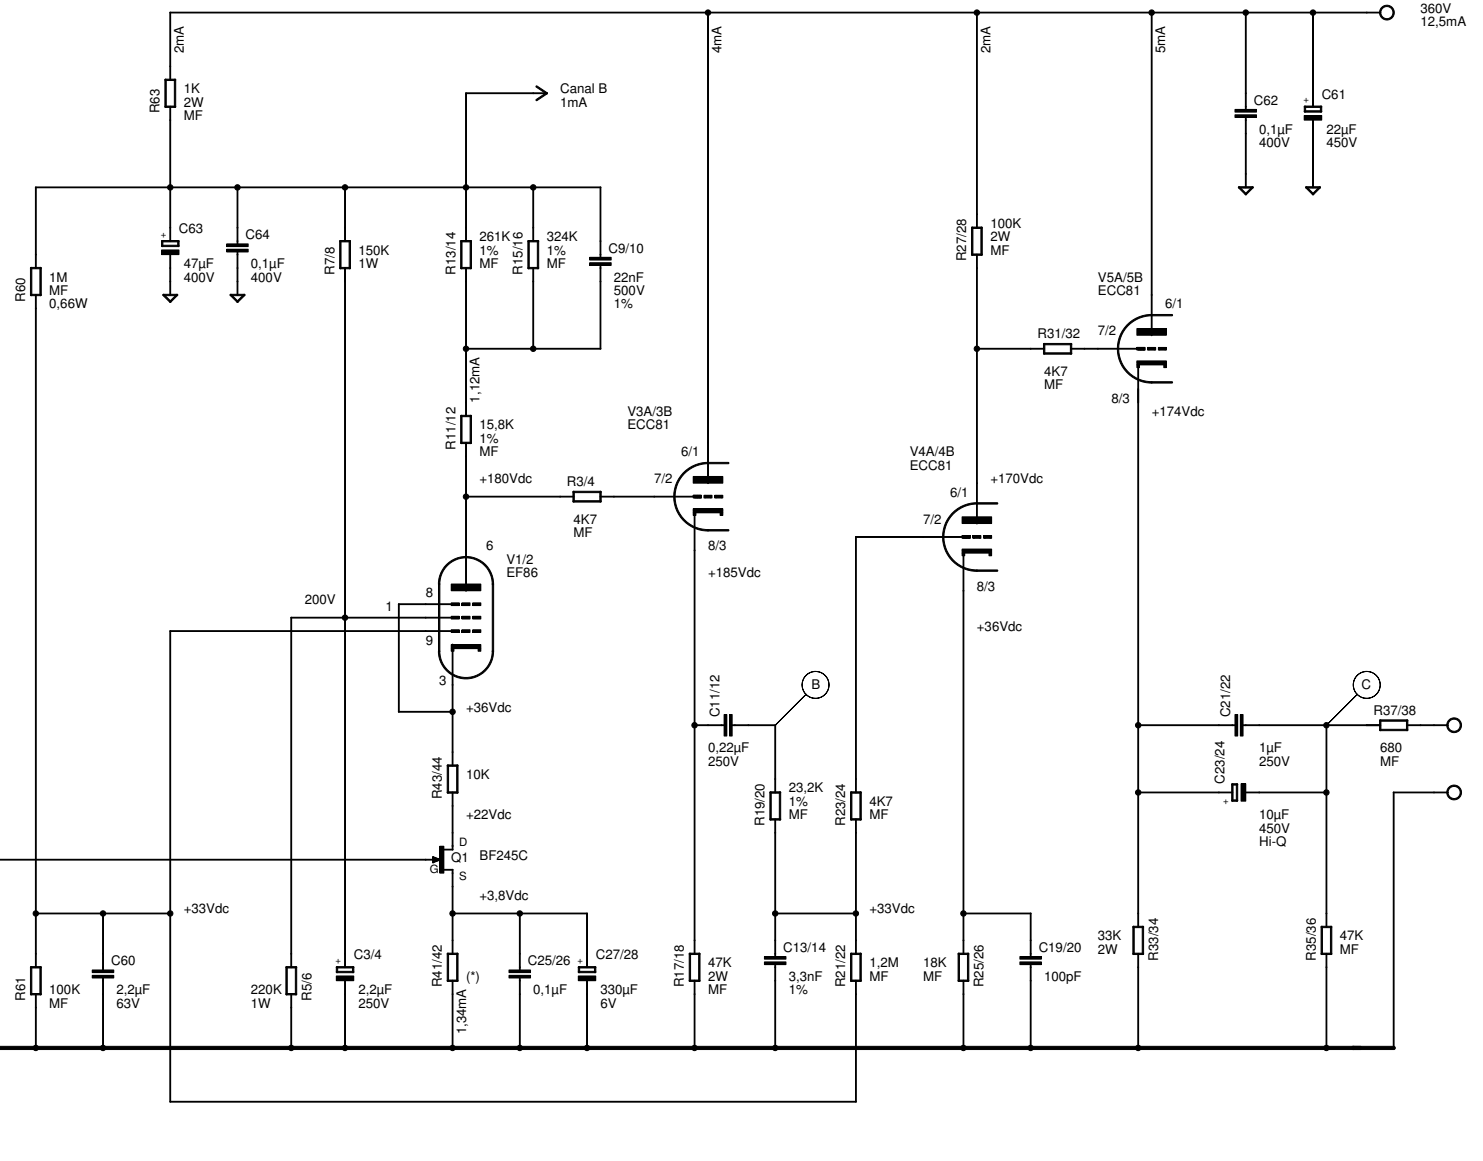 360V
12,5mA
2mA
4mA
2mA
5mA
R63
1K
2W
MF
Canal B
1mA
C62
0,1µF
400V
C61
+
22µF
450V
R60
1M
MF
0,66W
+
C63
47µF
400V
C64
0,1µF
400V
R7/8
150K
1W
R13/14
261K
1%
MF
R15/16
324K
1%
MF
C9/10
22nF
500V
1%
R27/28
100K
2W
MF
V5A/5B
ECC81
6/1
7/2
8/3
+174Vdc
R31/32
4K7
MF
1,12mA
R11/12
15,8K
1%
MF
+180Vdc
R3/4
4K7
MF
V3A/3B
ECC81
6/1
7/2
8/3
+185Vdc
V4A/4B
ECC81
+170Vdc
6/1
7/2
8/3
+36Vdc
6
V1/2
EF86
8
200V
1
9
3
+36Vdc
R43/44
10K
+22Vdc
D
Q1
BF245C
G
S
+3,8Vdc
C11/12
0,22µF
250V
B
R19/20
23,2K
1%
MF
R23/24
4K7
MF
+33Vdc
C21/22
1µF
250V
C23/24
+
10µF
450V
Hi-Q
C
R37/38
680
MF
+33Vdc
R61
100K
MF
C60
2,2µF
63V
220K
1W
R5/6
+
C3/4
2,2µF
250V
R41/42
(*)
1,34mA
C25/26
0,1µF
+
C27/28
330µF
6V
R17/18
47K
2W
MF
C13/14
3,3nF
1%
R21/22
1,2M
MF
18K
MF
R25/26
C19/20
100pF
33K
2W
R33/34
R35/36
47K
MF